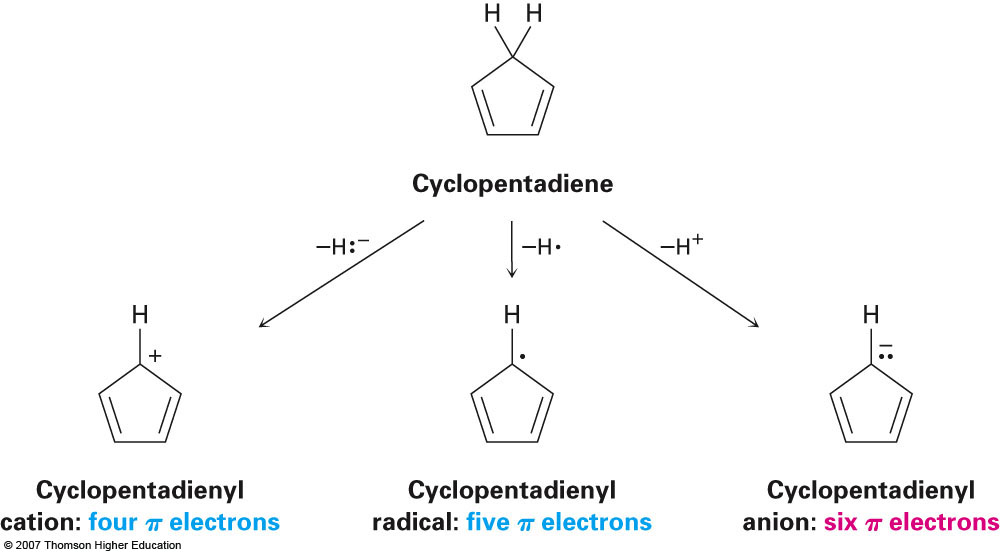 H H
Cyclopentadiene
–H:⁻ –H· –H⁺
H H H
+ · −
··
Cyclopentadienyl Cyclopentadienyl Cyclopentadienyl
cation: four π electrons radical: five π electrons anion: six π electrons
© 2007 Thomson Higher Education